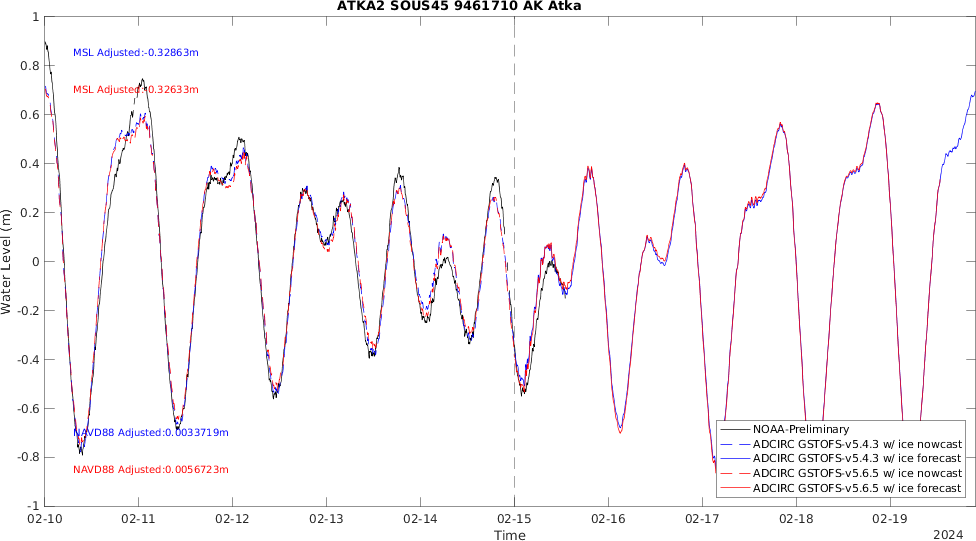 ATKA2 SOUS45 9461710 AK Atka
MSL Adjusted:-0.32863m
MSL Adjusted:-0.32633m
NAVD88 Adjusted:0.0033719m
NAVD88 Adjusted:0.0056723m
Water Level (m)
1
0.8
0.6
0.4
0.2
0
-0.2
-0.4
-0.6
-0.8
-1
NOAA-Preliminary
ADCIRC GSTOFS-v5.4.3 w/ ice nowcast
ADCIRC GSTOFS-v5.4.3 w/ ice forecast
ADCIRC GSTOFS-v5.6.5 w/ ice nowcast
ADCIRC GSTOFS-v5.6.5 w/ ice forecast
02-10 02-11 02-12 02-13 02-14 02-15 02-16 02-17 02-18 02-19
Time
2024